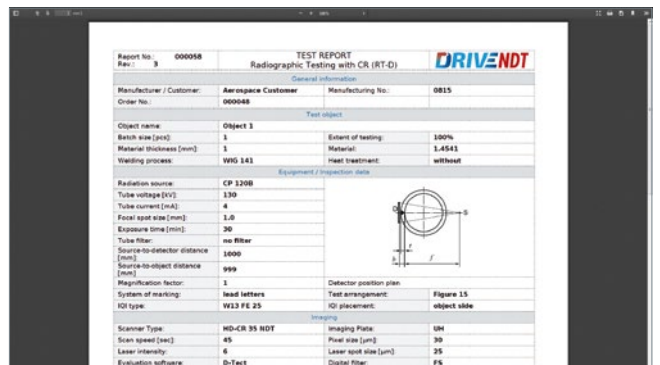 Report No.: 000058
Rev.: 3
TEST REPORT
Radiographic Testing with CR (RT-D)
DRIVENDT
General information
Manufacturer / Customer: Aerospace Customer Manufacturing No.: 0815
Order No.: 000048
Test object
Object name: Object 1
Batch size [pcs]: 1 Extent of testing: 100%
Material thickness [mm]: 1 Material: 1.4541
Welding process: WIG 141 Heat treatment: without
Equipment / Inspection data
Radiation source: CP 120B
Tube voltage [kV]: 130
Tube current [mA]: 4
Focal spot size [mm]: 1.0
Exposure time [min]: 30
Tube filter: no filter
Source-to-detector distance [mm]: 1000
Source-to-object distance [mm]: 999
S
b
t
f
Magnification factor: 1 Detector position plan
System of marking: lead letters Test arrangement: Figure 15
IQI type: W13 FE 25 IQI placement: object side
Imaging
Scanner Type: HD-CR 35 NDT Imaging Plate: UH
Scan speed [sec]: 45 Pixel size [µm]: 30
Laser intensity: 6 Laser spot size [µm]: 25
Evaluation software: D-Tect Digital filter: FS